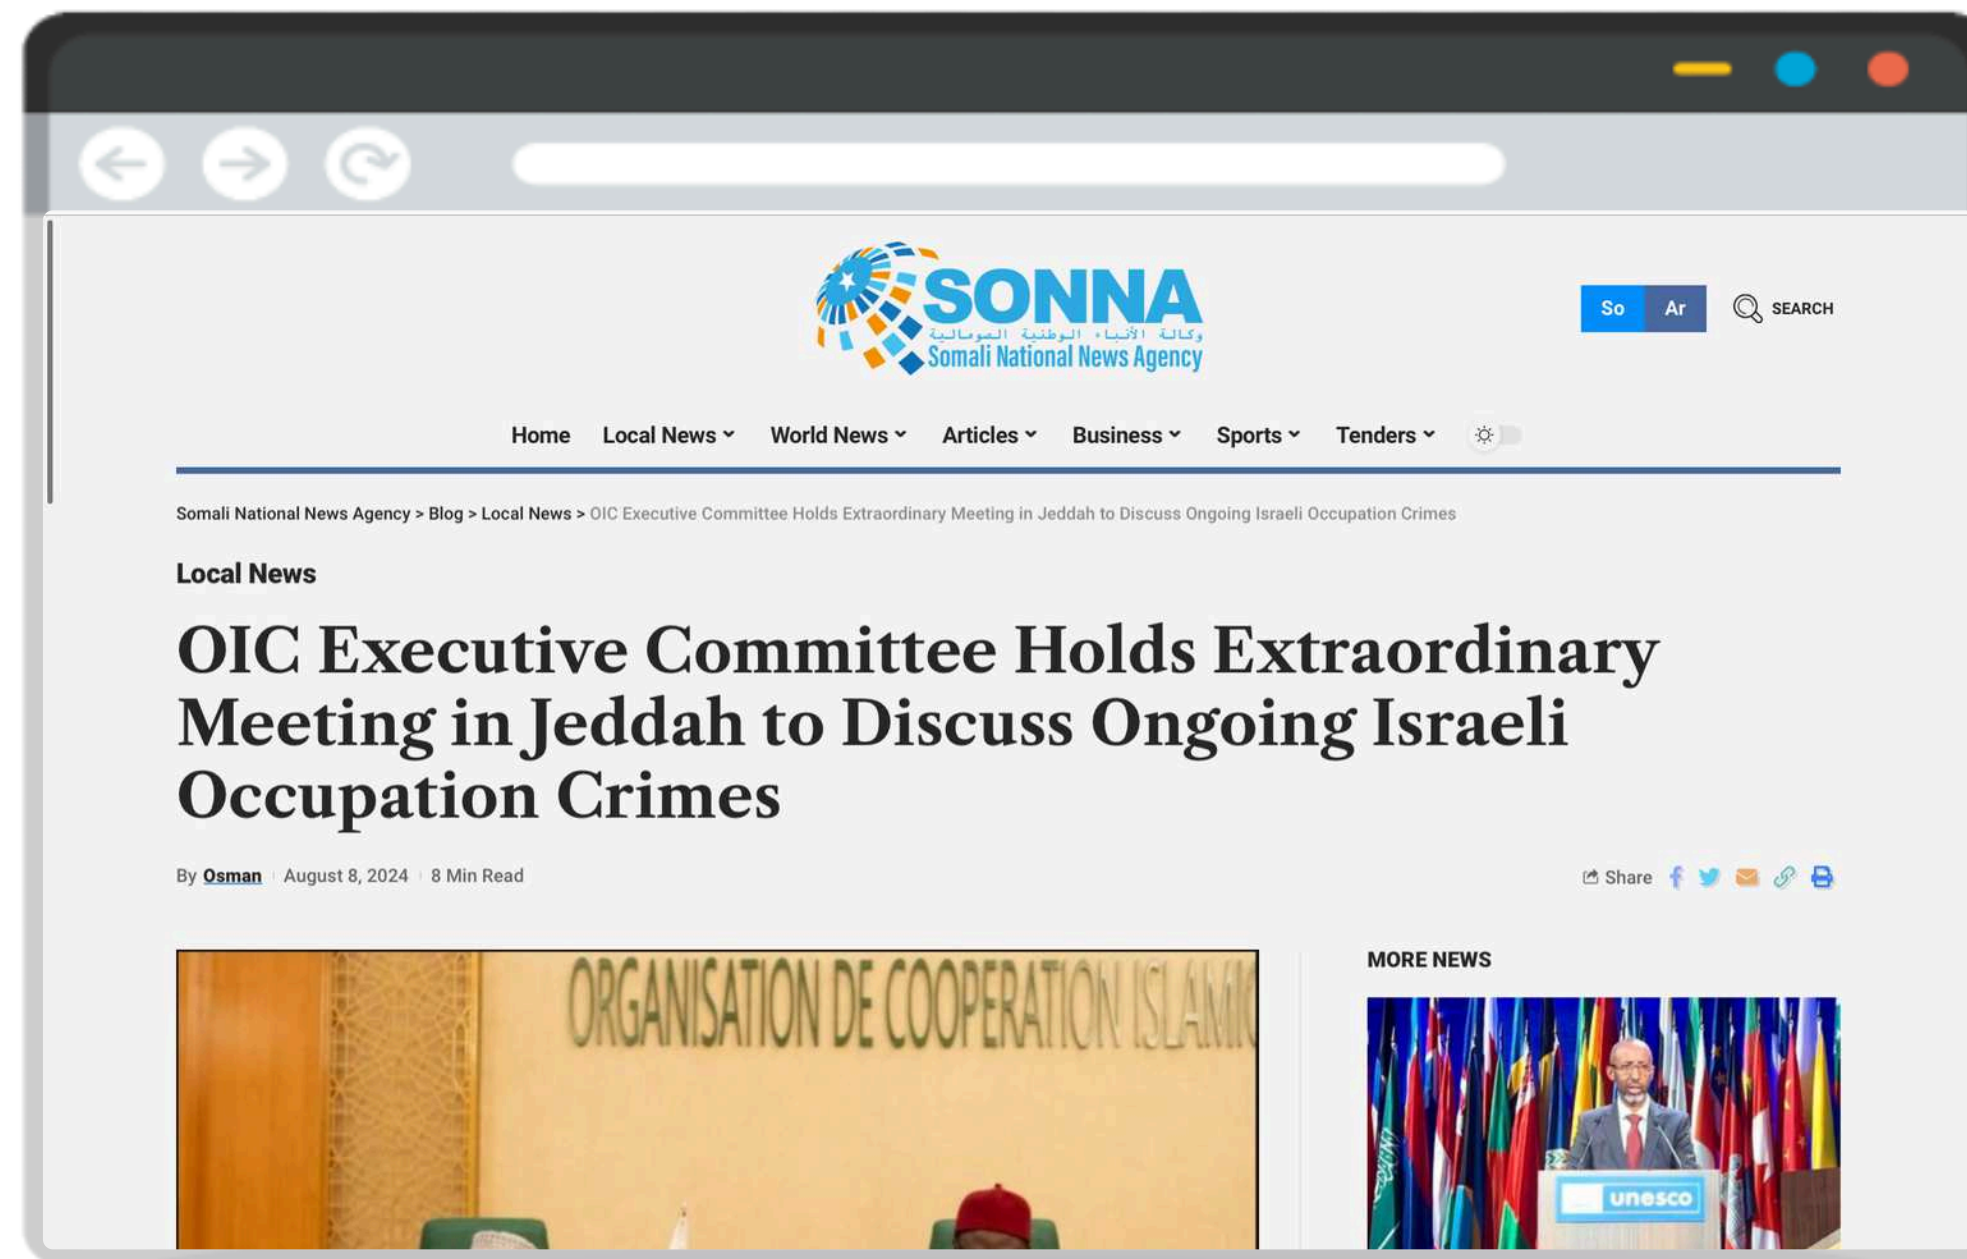 SONNA
وكالة الأنباء الوطنية الصومالية
Somali National News Agency
So Ar SEARCH
Home Local News World News Articles Business Sports Tenders
Somali National News Agency > Blog > Local News > OIC Executive Committee Holds Extraordinary Meeting in Jeddah to Discuss Ongoing Israeli Occupation Crimes
Local News
OIC Executive Committee Holds Extraordinary
Meeting in Jeddah to Discuss Ongoing Israeli
Occupation Crimes
By Osman August 8, 2024 8 Min Read
Share
ORGANISATION DE COOPERATION ISLAMIC
MORE NEWS
unesco